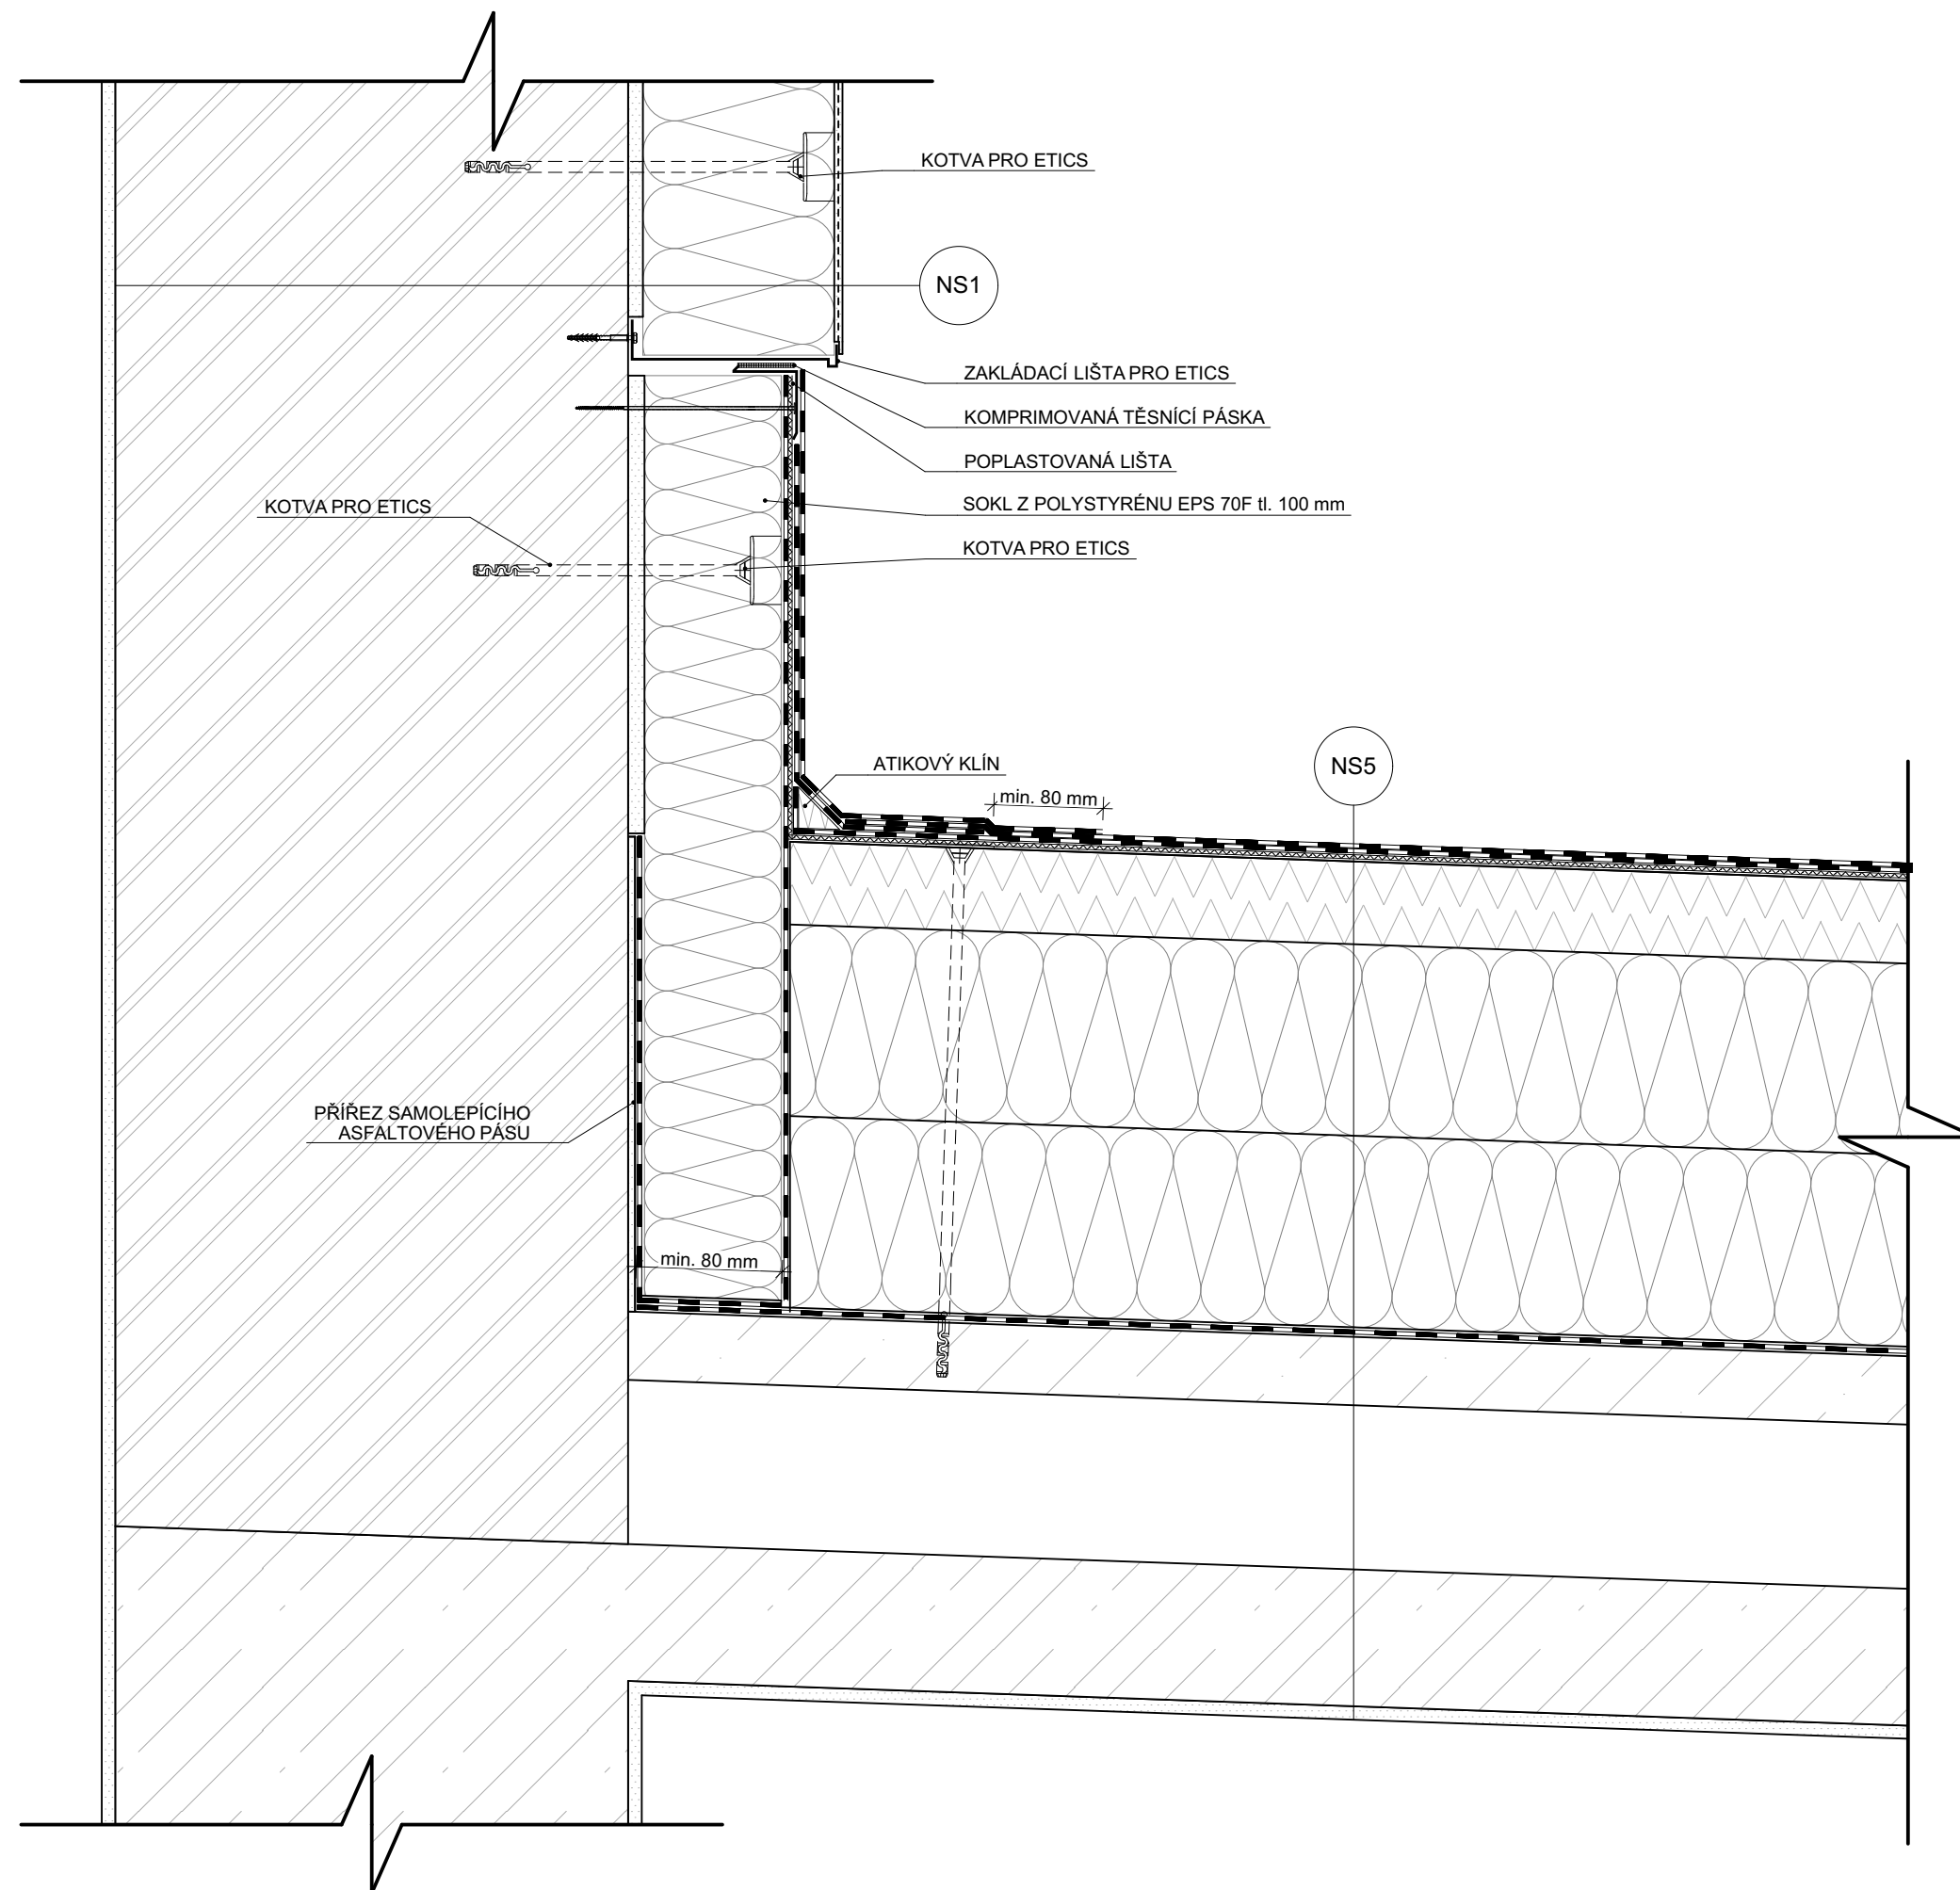 KOTVA PRO ETICS
NS1
ZAKLÁDACÍ LIŠTA PRO ETICS
KOMPRIMOVANÁ TĚSNÍCÍ PÁSKA
POPLASTOVANÁ LIŠTA
KOTVA PRO ETICS
SOKL Z POLYSTYRÉNU EPS 70F tl. 100 mm
KOTVA PRO ETICS
ATIKOVÝ KLÍN
NS5
min. 80 mm
PŘÍŘEZ SAMOLEPÍCÍHO
ASFALTOVÉHO PÁSU
min. 80 mm